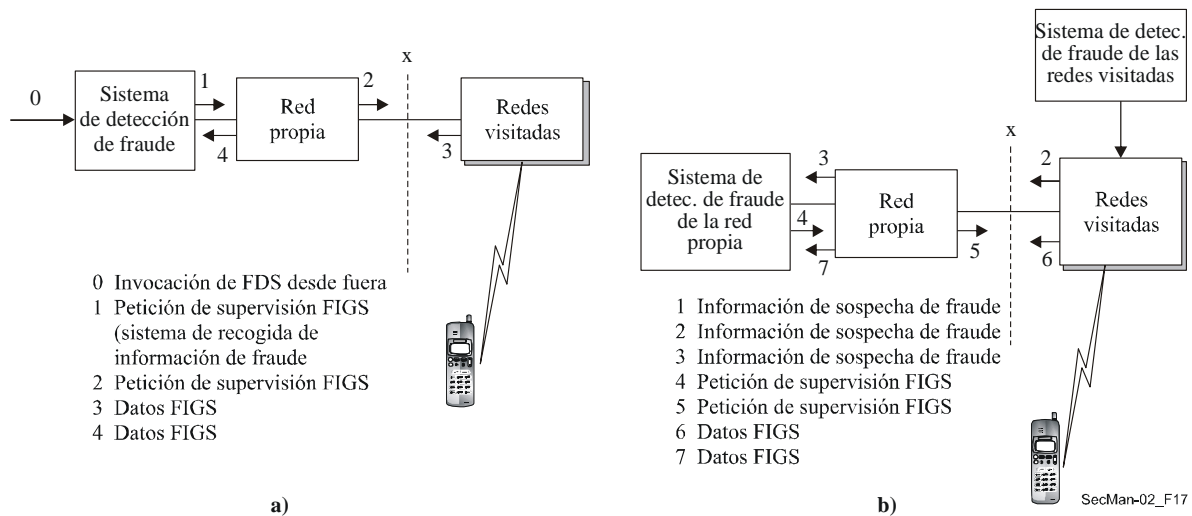 0
Sistema
de detección
de fraude
1
4
Red
propia
2
x
3
Redes
visitadas
0 Invocación de FDS desde fuera
1 Petición de supervisión FIGS
(sistema de recogida de
información de fraude
2 Petición de supervisión FIGS
3 Datos FIGS
4 Datos FIGS
a)
Sistema de detec.
de fraude de las
redes visitadas
Sistema de
detec. de fraude
de la red
propia
3
4
7
Red
propia
5
x
2
6
Redes
visitadas
1 Información de sospecha de fraude
2 Información de sospecha de fraude
3 Información de sospecha de fraude
4 Petición de supervisión FIGS
5 Petición de supervisión FIGS
6 Datos FIGS
7 Datos FIGS
b)
SecMan-02_F17